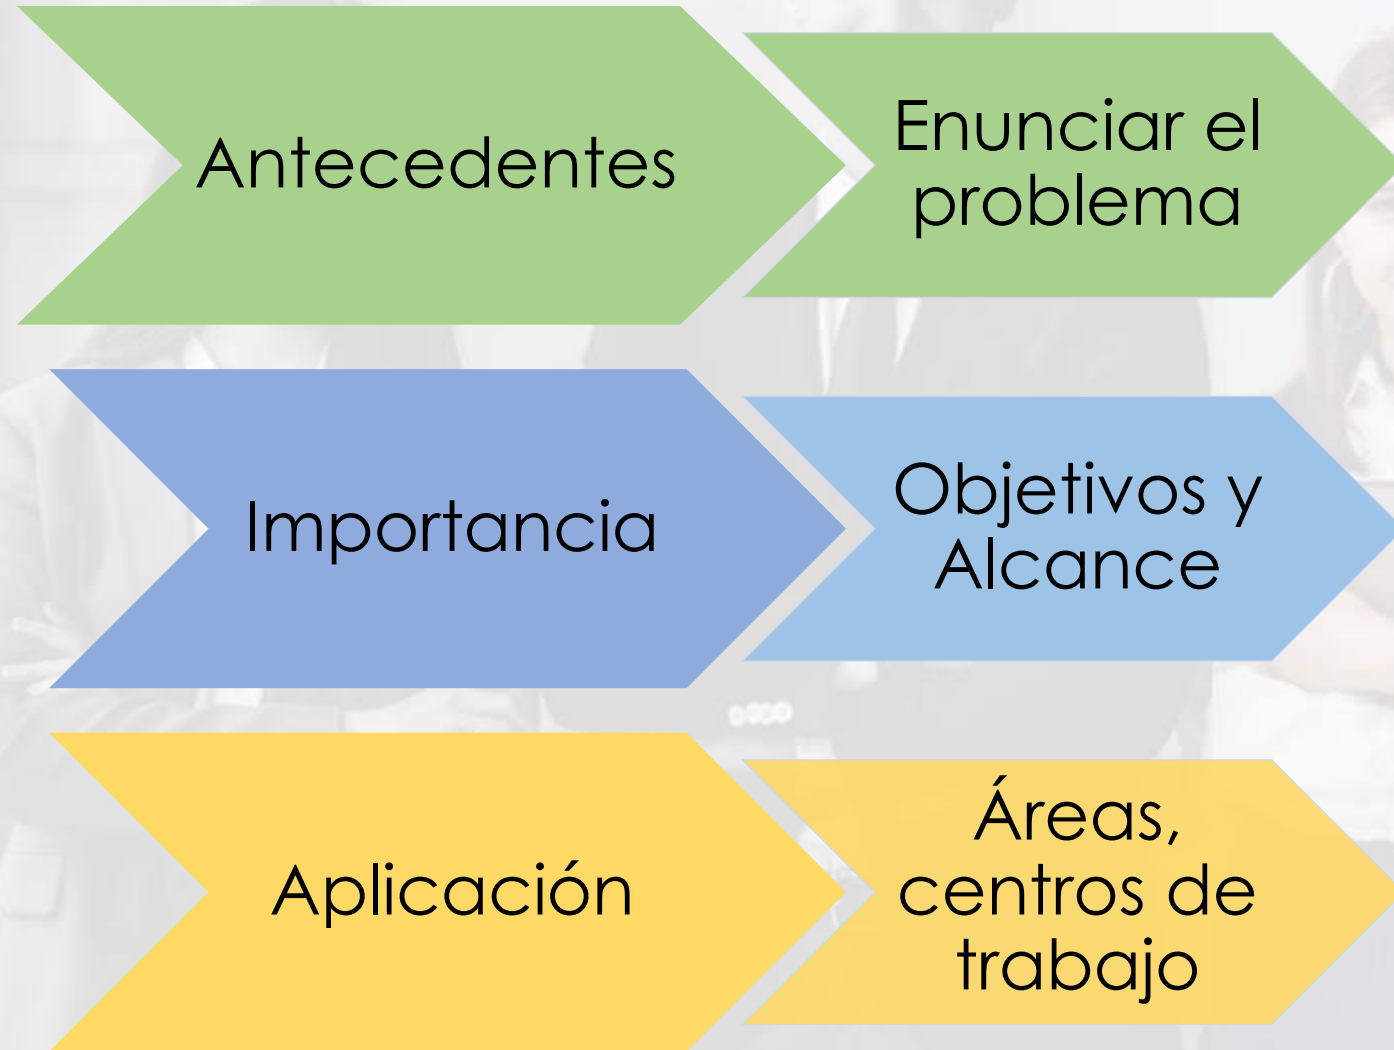 Antecedentes
Enunciar el
problema
Importancia
Objetivos y
Alcance
Aplicación
Áreas,
centros de
trabajo